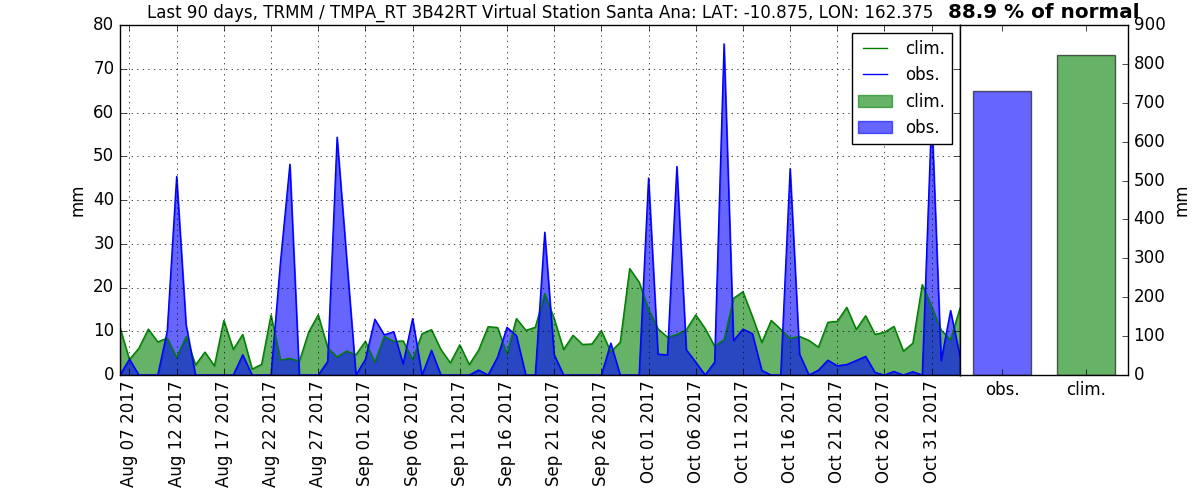 Last 90 days, TRMM / TMPA_RT 3B42RT Virtual Station Santa Ana: LAT: -10.875, LON: 162.375
88.9 % of normal
80
70
60
50
40
30
20
10
0
mm
clim.
obs.
clim.
obs.
900
800
700
600
500
400
300
200
100
0
mm
Aug 07 2017
Aug 12 2017
Aug 17 2017
Aug 22 2017
Aug 27 2017
Sep 01 2017
Sep 06 2017
Sep 11 2017
Sep 16 2017
Sep 21 2017
Sep 26 2017
Oct 01 2017
Oct 06 2017
Oct 11 2017
Oct 16 2017
Oct 21 2017
Oct 26 2017
Oct 31 2017
obs.
clim.